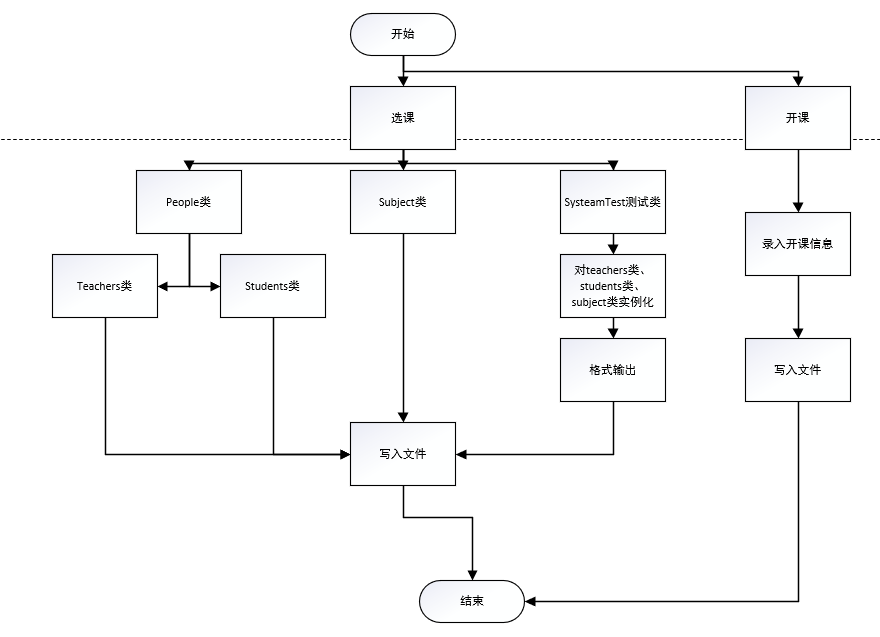 开始
选课
开课
People类
Subject类
SysteamTest测试类
录入开课信息
Teachers类
Students类
对teachers类、
students类、
subject类实例化
格式输出
写入文件
写入文件
结束